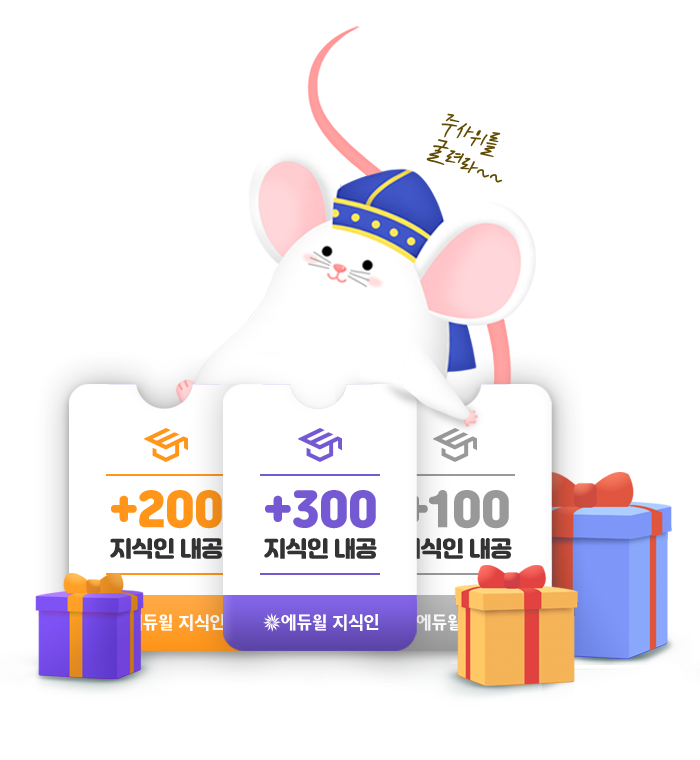 주사위를
굴려라~~
+200
지식인 내공
듀윌 지식인
+300
지식인 내공
에듀윌 지식인
+100
지식인 내공
에듀윌